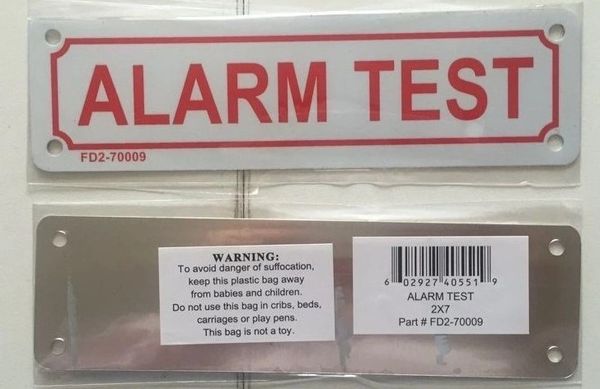 ALARM TEST
FD2-70009
WARNING:
To avoid danger of suffocation,
keep this plastic bag away
from babies and children.
Do not use this bag in cribs, beds,
carriages or play pens.
This bag is not a toy.
6 02927 40551 9
ALARM TEST
2X7
Part # FD2-70009